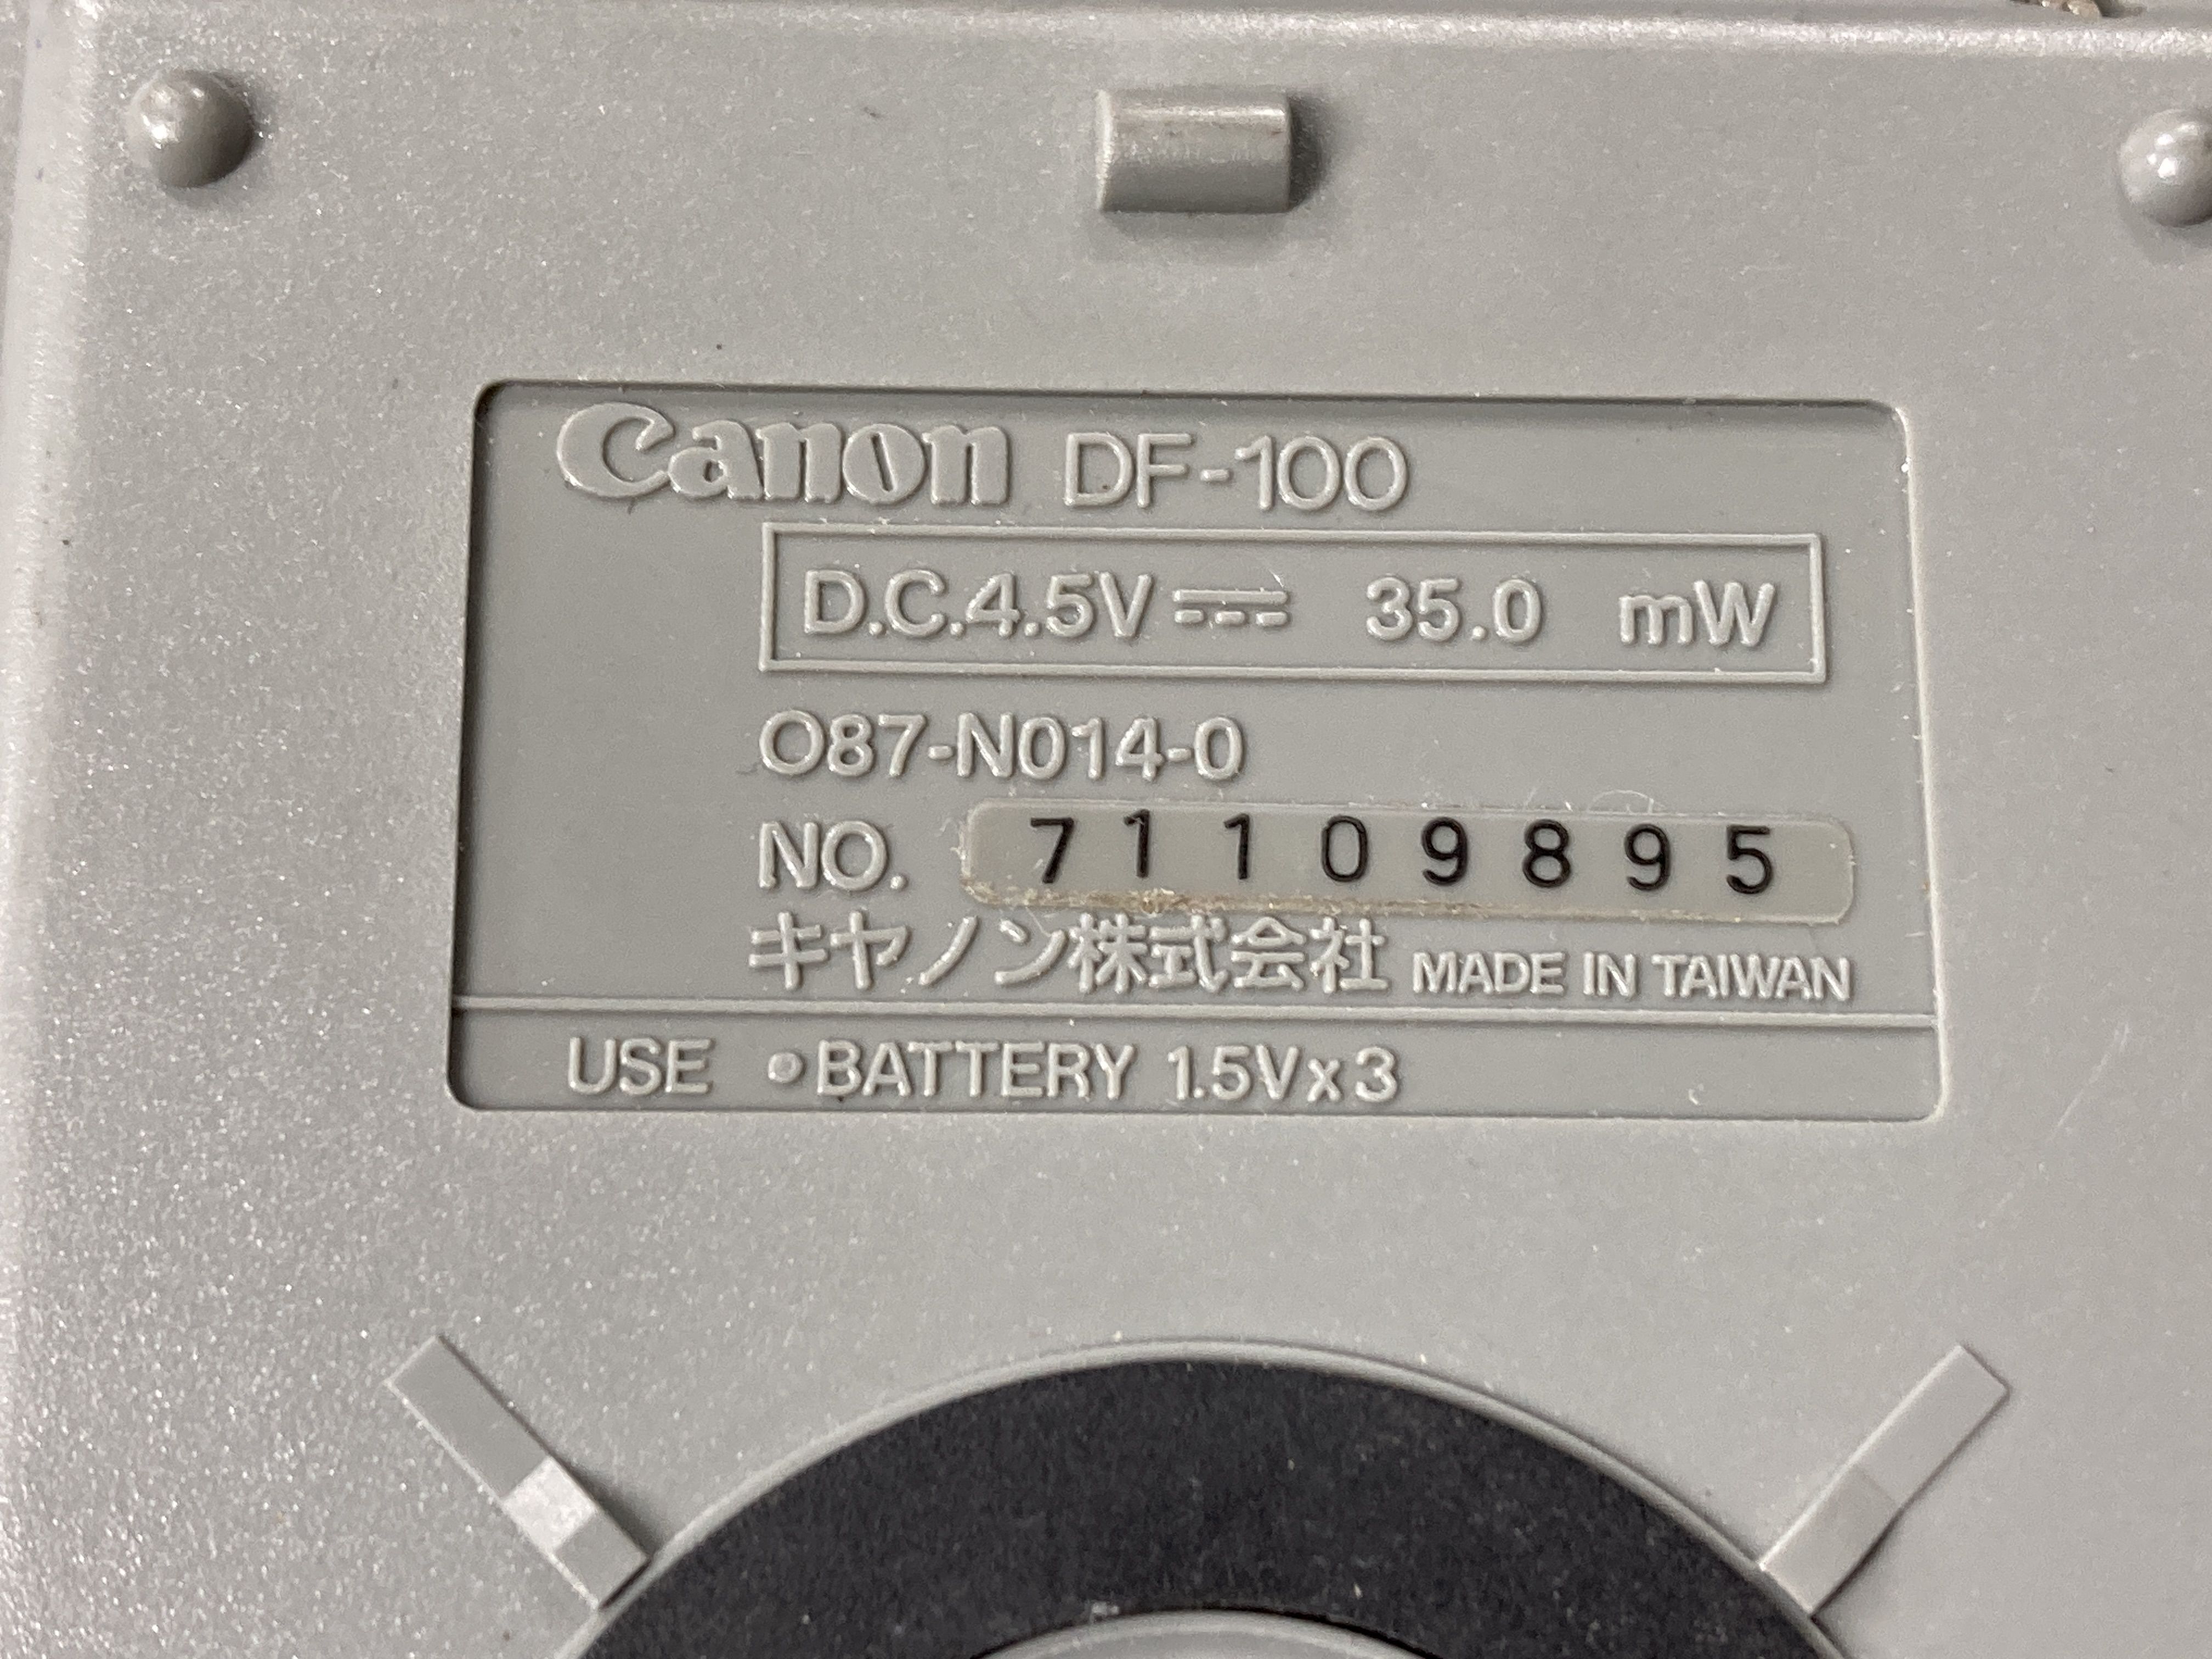 Canon DF-100
D.C.4.5V⎓ 35.0 mW
O87-N014-0
NO. 71109895
キヤノン株式会社 MADE IN TAIWAN
USE •BATTERY 1.5Vx3